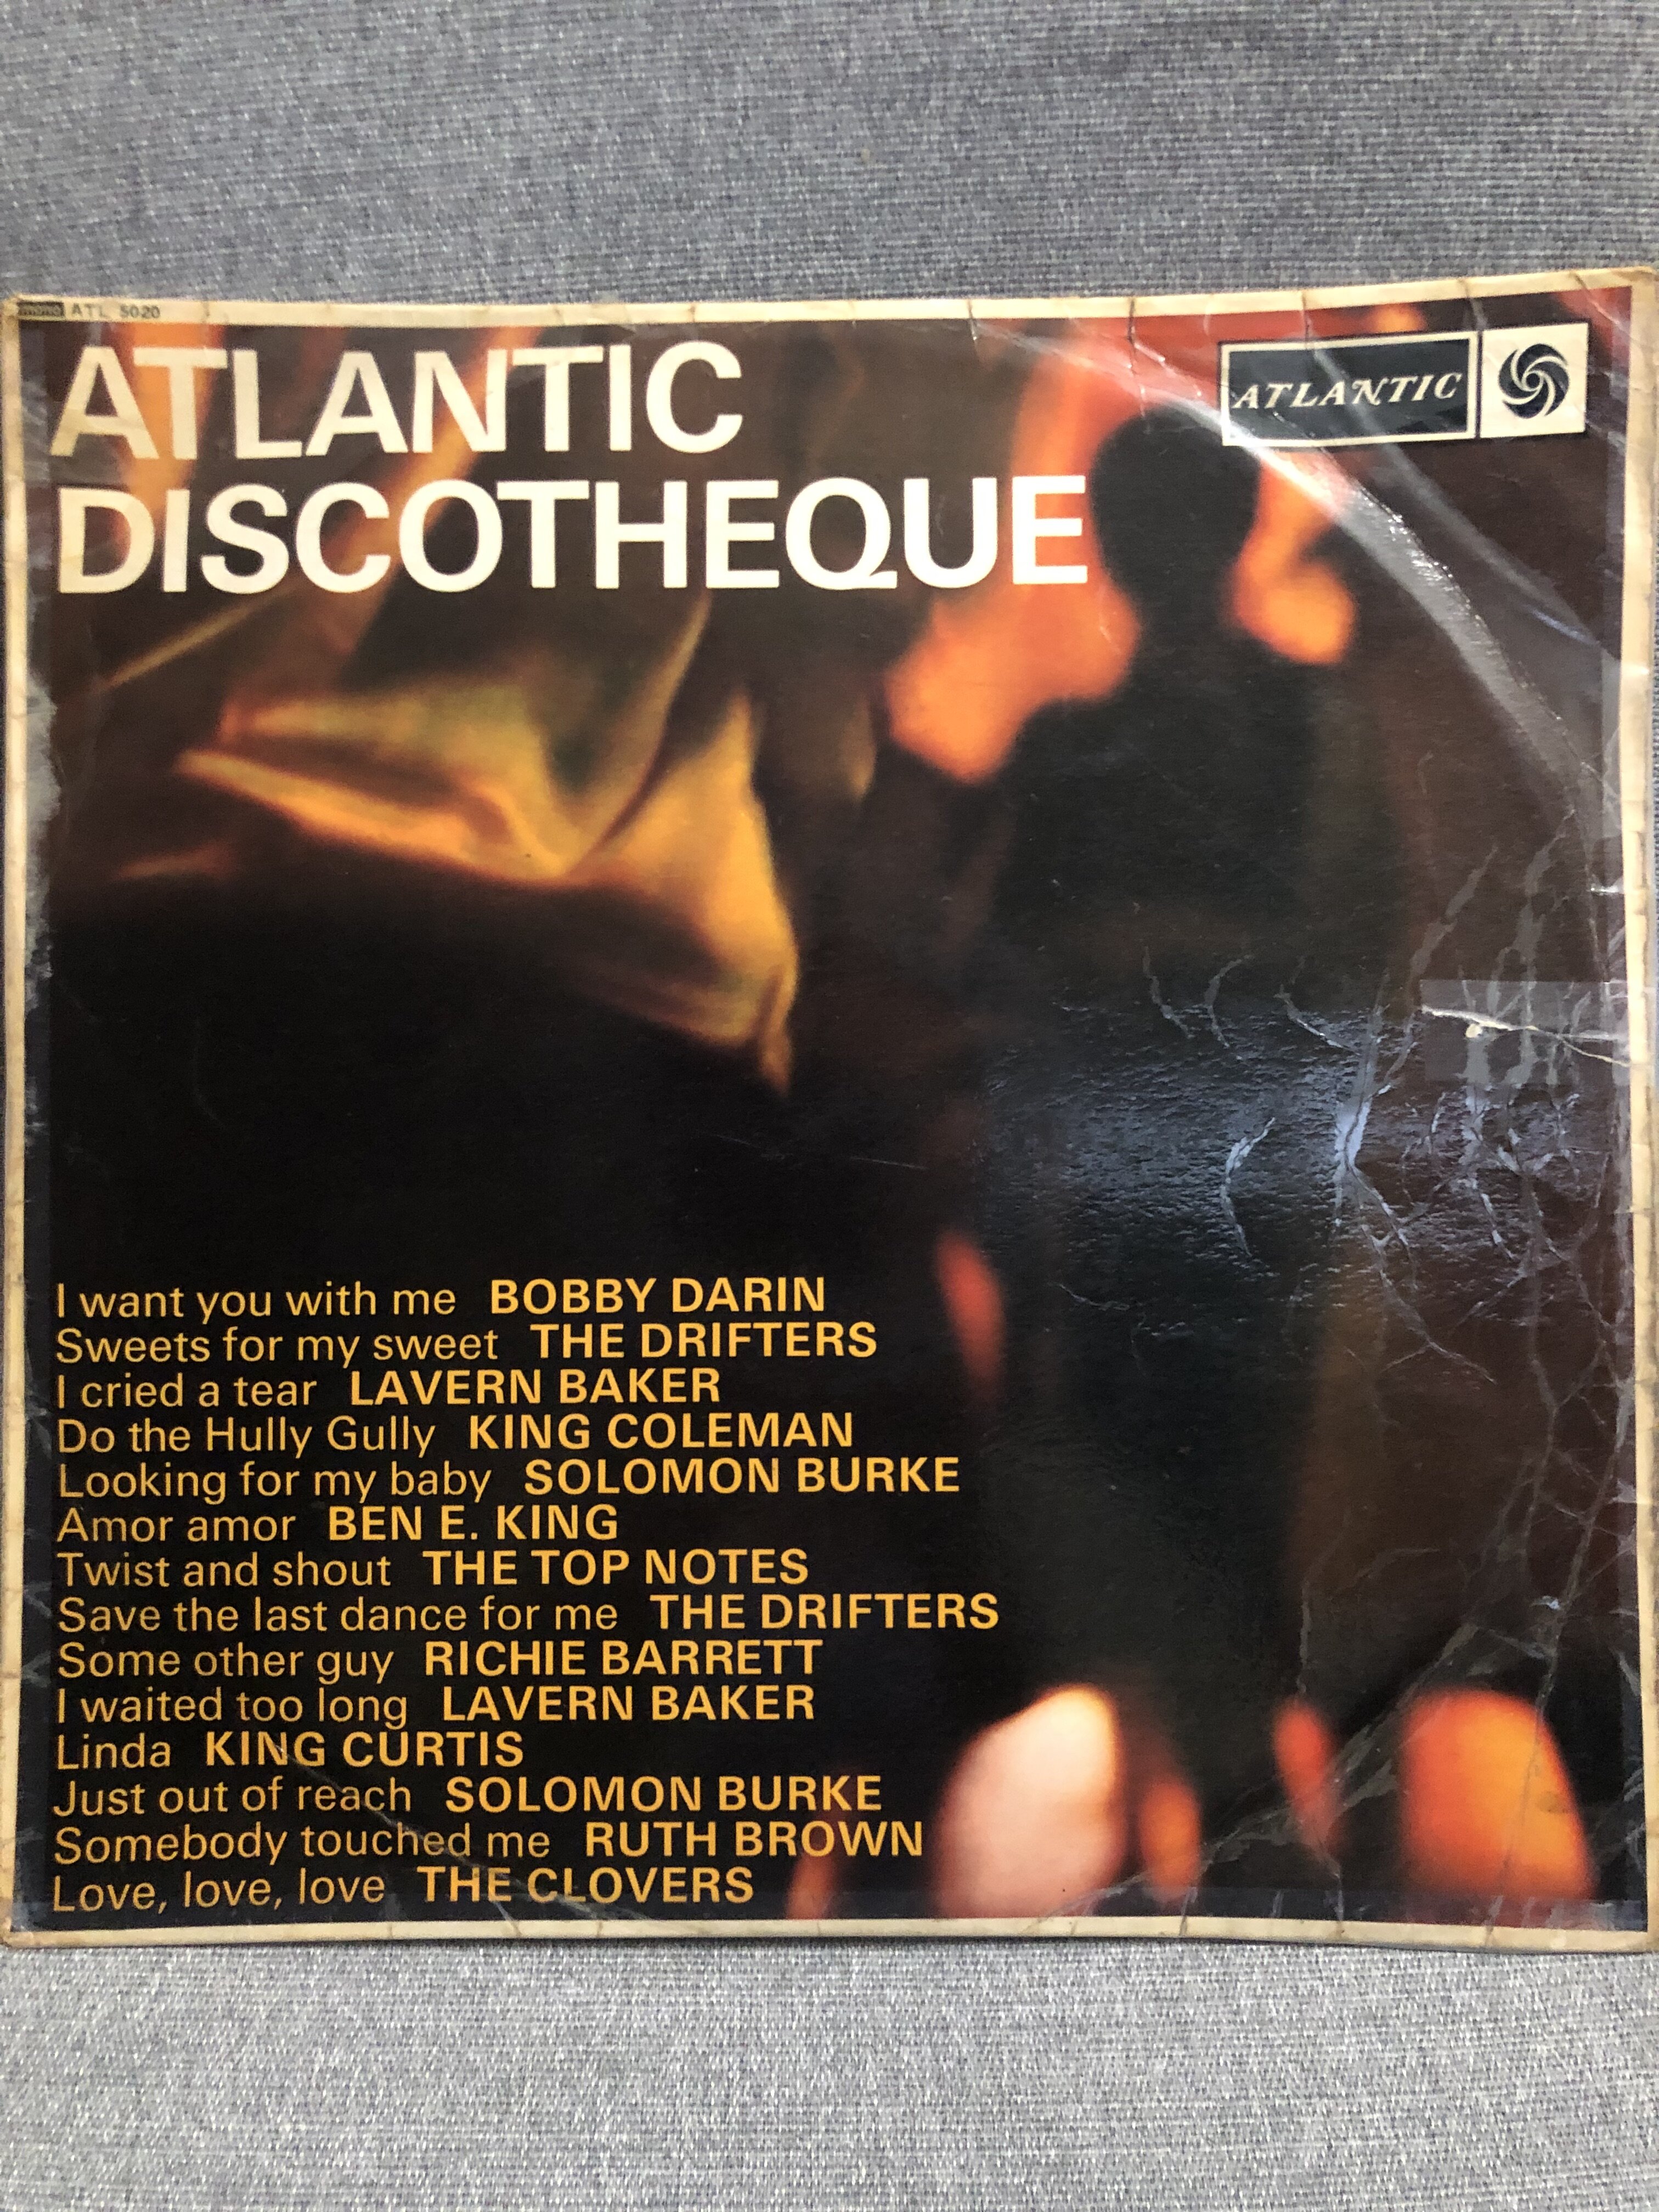 mono ATL 5020
ATLANTIC
DISCOTHEQUE
ATLANTIC
I want you with me BOBBY DARIN
Sweets for my sweet THE DRIFTERS
I cried a tear LAVERN BAKER
Do the Hully Gully KING COLEMAN
Looking for my baby SOLOMON BURKE
Amor amor BEN E. KING
Twist and shout THE TOP NOTES
Save the last dance for me THE DRIFTERS
Some other guy RICHIE BARRETT
I waited too long LAVERN BAKER
Linda KING CURTIS
Just out of reach SOLOMON BURKE
Somebody touched me RUTH BROWN
Love, love, love THE CLOVERS